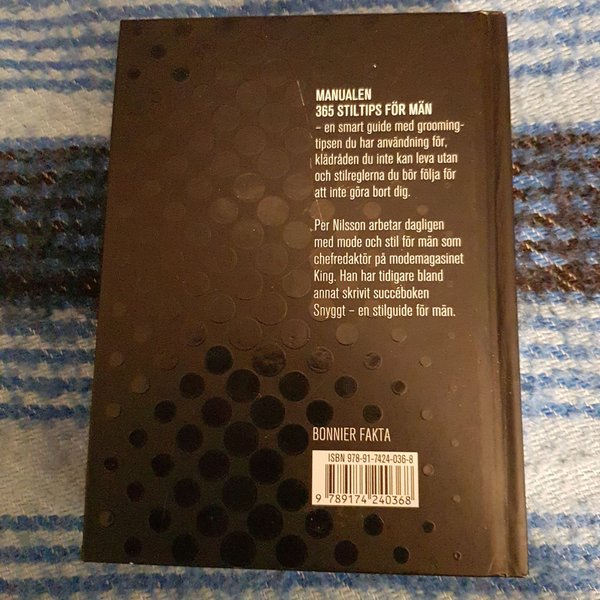 MANUALEN
365 STILTIPS FÖR MÄN
– en smart guide med grooming-
tipsen du har användning för,
klädråden du inte kan leva utan
och stilreglerna du bör följa för
att inte göra bort dig.
Per Nilsson arbetar dagligen
med mode och stil för män som
chefredaktör på modemagasinet
King. Han har tidigare bland
annat skrivit succéboken
Snyggt – en stilguide för män.
BONNIER FAKTA
ISBN 978-91-7424-036-8
9 789174 240368